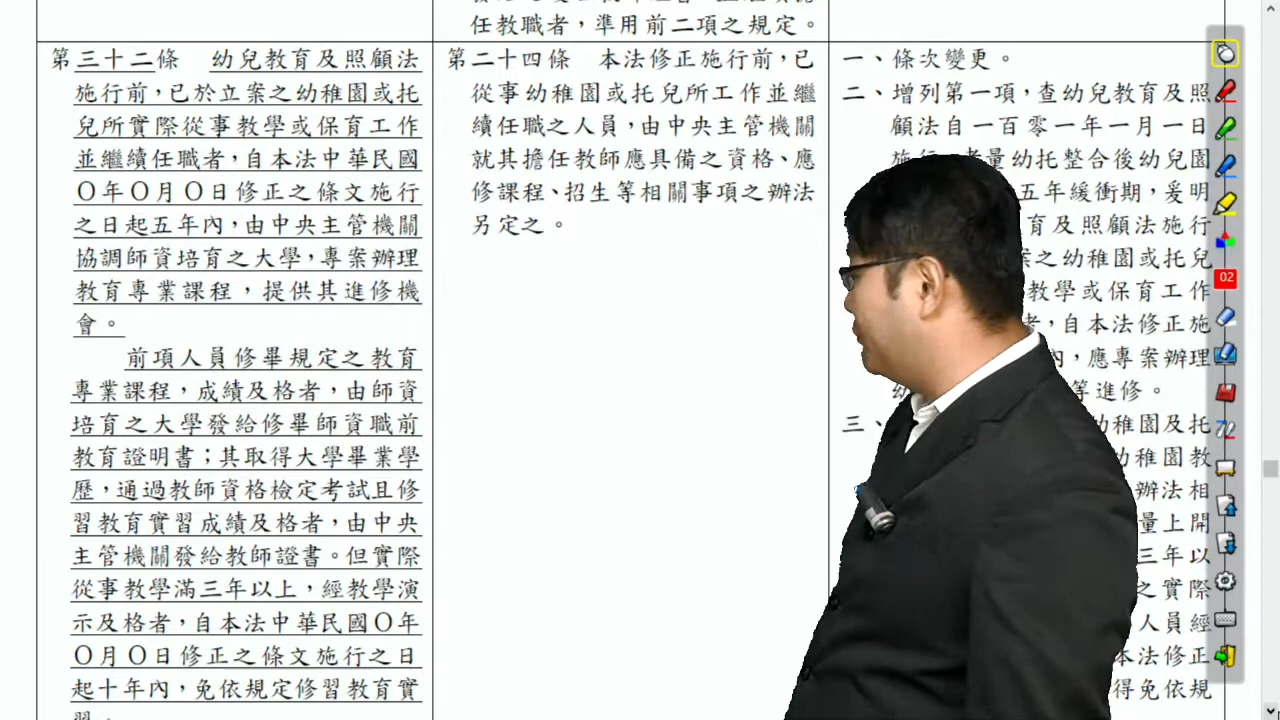 任教職者，準用前二項之規定。
第三十二條　幼兒教育及照顧法
施行前，已於立案之幼稚園或托
兒所實際從事教學或保育工作
並繼續任職者，自本法中華民國
○年○月○日修正之條文施行
之日起五年內，由中央主管機關
協調師資培育之大學，專案辦理
教育專業課程，提供其進修機
會。
前項人員修畢規定之教育
專業課程，成績及格者，由師資
培育之大學發給修畢師資職前
教育證明書；其取得大學畢業學
歷，通過教師資格檢定考試且修
習教育實習成績及格者，由中央
主管機關發給教師證書。但實際
從事教學滿三年以上，經教學演
示及格者，自本法中華民國○年
○月○日修正之條文施行之日
起十年內，免依規定修習教育實
第二十四條　本法修正施行前，已
從事幼稚園或托兒所工作並繼
續任職之人員，由中央主管機關
就其擔任教師應具備之資格、應
修課程、招生等相關事項之辦法
另定之。
一、條次變更。
二、增列第一項，查幼兒教育及照
顧法自一百零一年一月一日
量幼托整合後幼兒園
五年緩衝期，爰明
育及照顧法施行
之幼稚園或托兒
教學或保育工作
，自本法修正施
內，應專案辦理
等進修。
三、
幼稚園及托
幼稚園教
辦法相
量上開
三年以
之實際
人員經
本法修正
得免依規
02